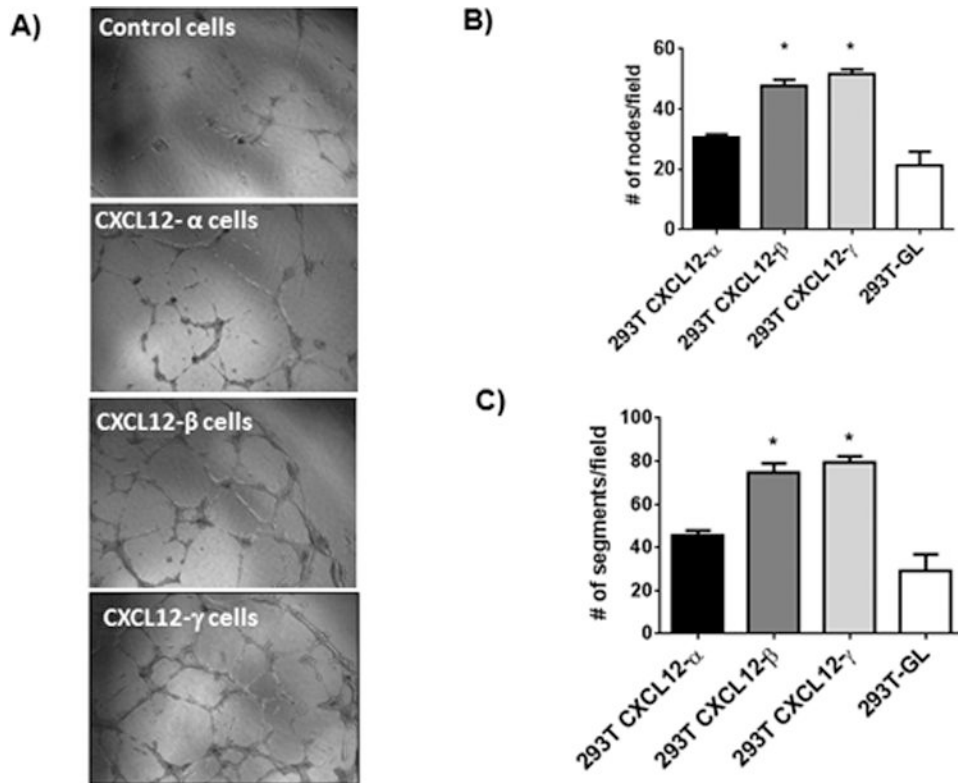 A)
Control cells
CXCL12- α cells
CXCL12-β cells
CXCL12-γ cells
B)
# of nodes/field
60
40
20
0
* *
293T CXCL12-α
293T CXCL12-β
293T CXCL12-γ
293T-GL
C)
# of segments/field
100
80
60
40
20
0
* *
293T CXCL12-α
293T CXCL12-β
293T CXCL12-γ
293T-GL